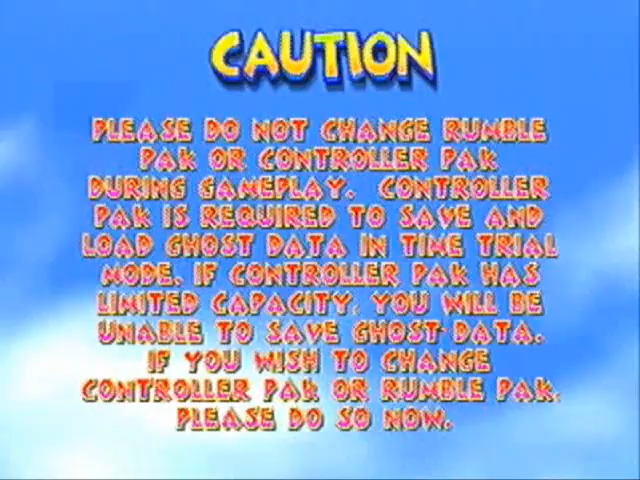 CAUTION
PLEASE DO NOT CHANGE RUMBLE
PAK OR CONTROLLER PAK
DURING GAMEPLAY. CONTROLLER
PAK IS REQUIRED TO SAVE AND
LOAD GHOST DATA IN TIME TRIAL
MODE. IF CONTROLLER PAK HAS
LIMITED CAPACITY, YOU WILL BE
UNABLE TO SAVE GHOST DATA.
IF YOU WISH TO CHANGE
CONTROLLER PAK OR RUMBLE PAK,
PLEASE DO SO NOW.